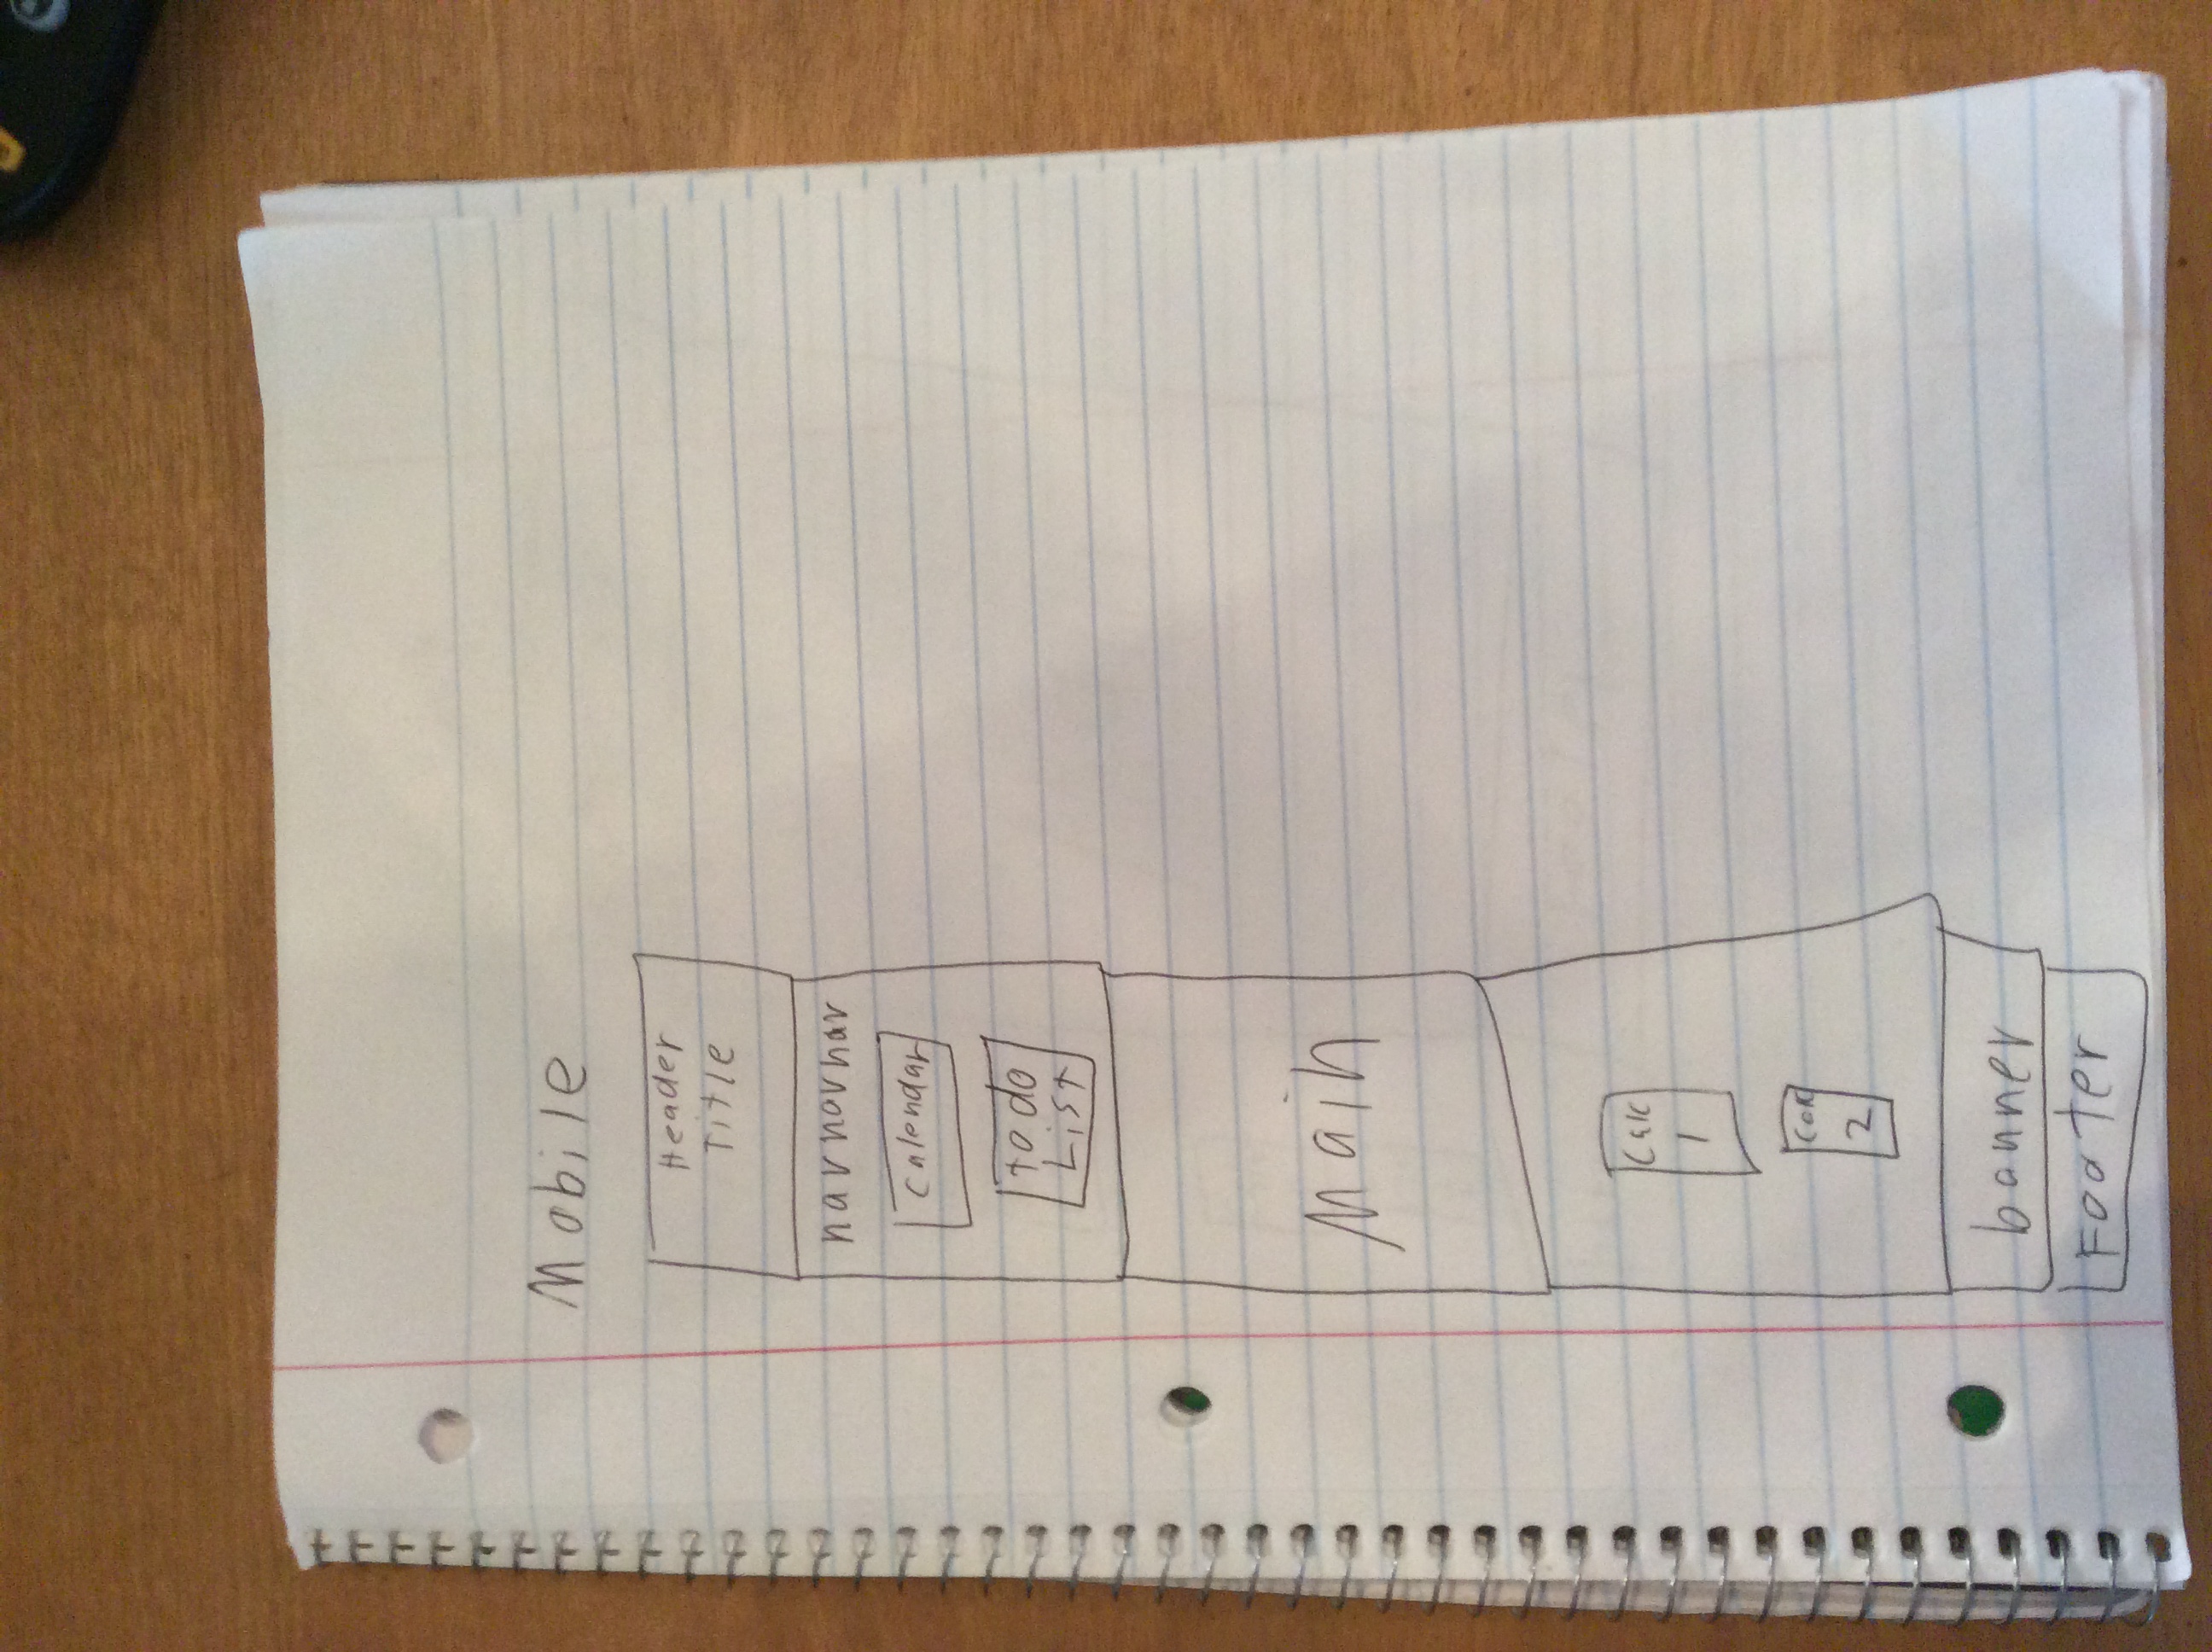 Mobile
Header
Title
navnavnav
Calendar
to do
List
Main
Calc
1
Calc
2
banner
Footer